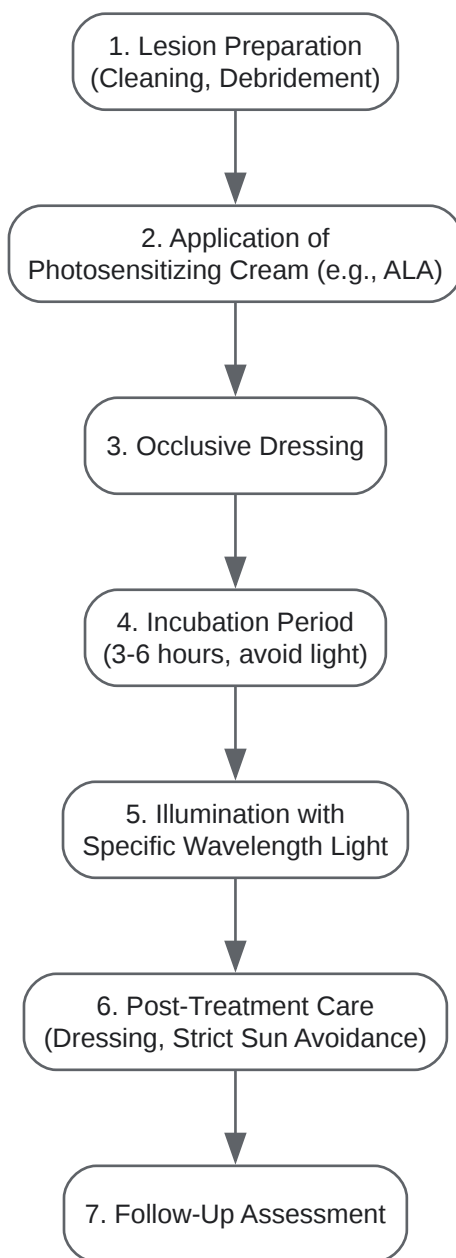 1. Lesion Preparation
(Cleaning, Debridement)
2. Application of
Photosensitizing Cream (e.g., ALA)
3. Occlusive Dressing
4. Incubation Period
(3-6 hours, avoid light)
5. Illumination with
Specific Wavelength Light
6. Post-Treatment Care
(Dressing, Strict Sun Avoidance)
7. Follow-Up Assessment